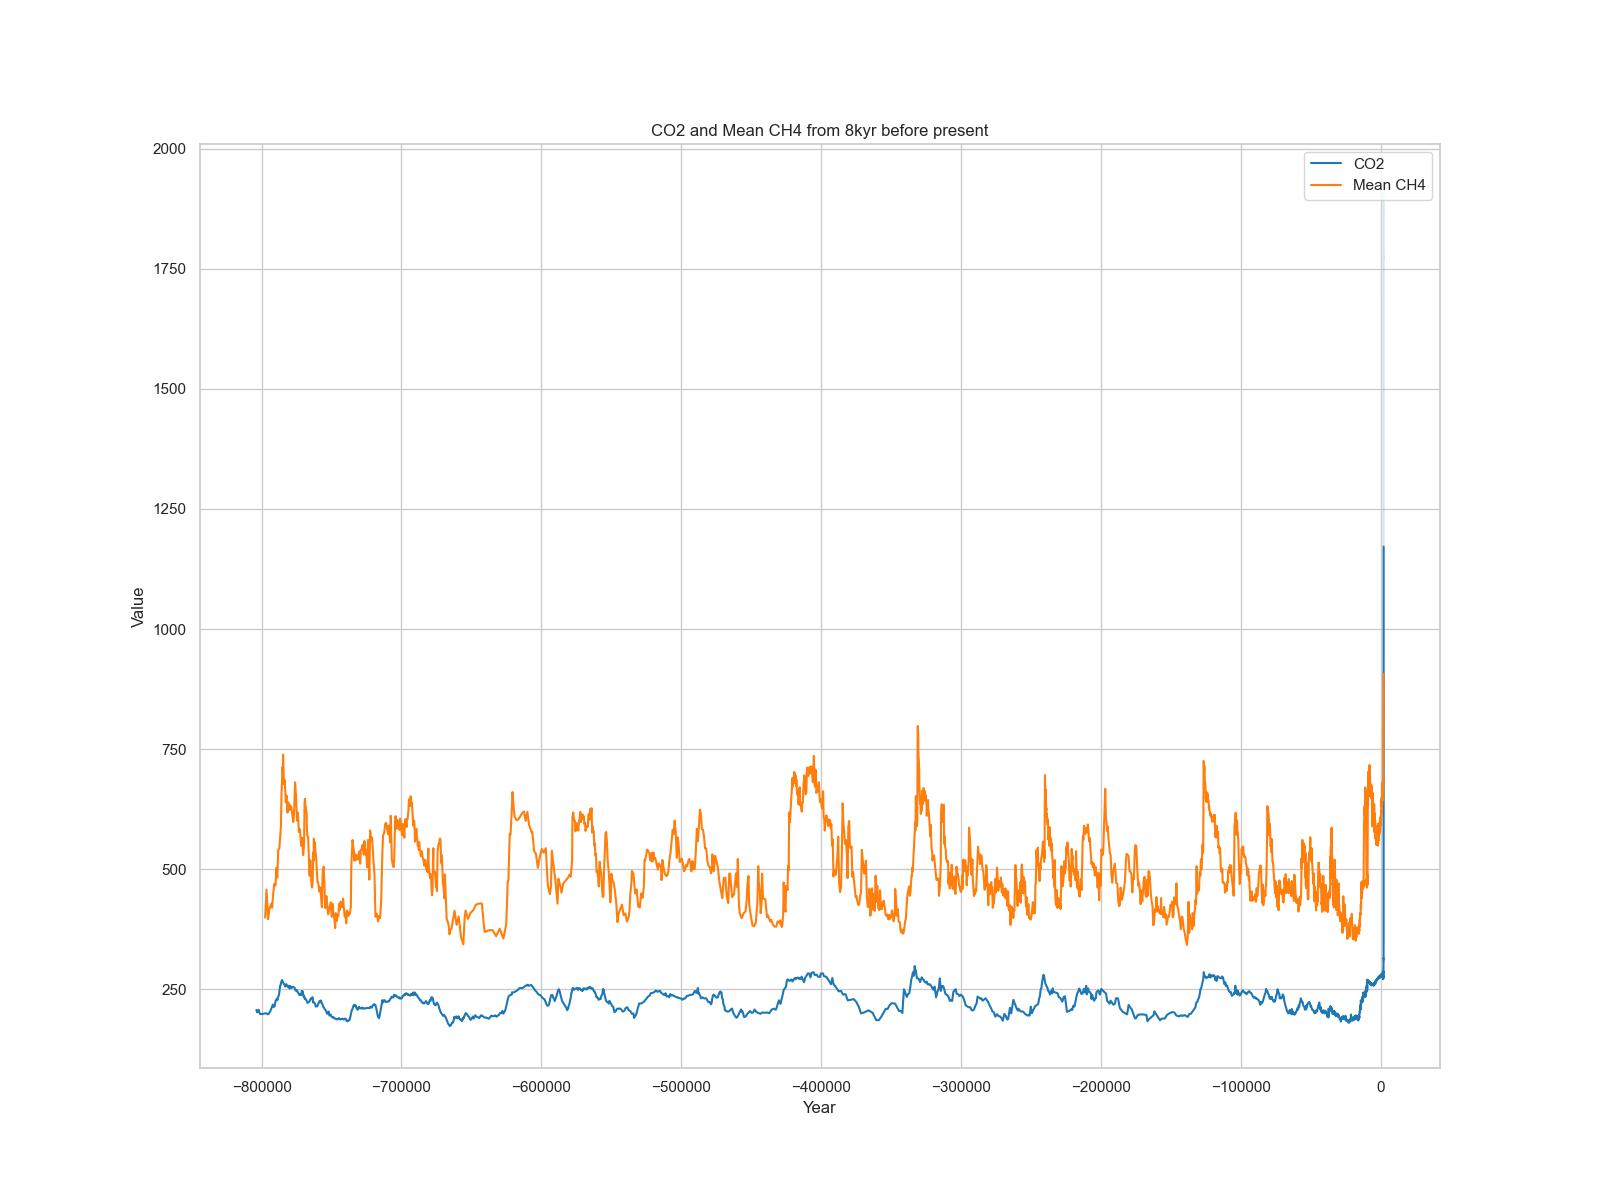 CO2 and Mean CH4 from 8kyr before present
2000
1750
1500
1250
1000
750
500
250
Value
CO2
Mean CH4
−800000 −700000 −600000 −500000 −400000 −300000 −200000 −100000 0
Year